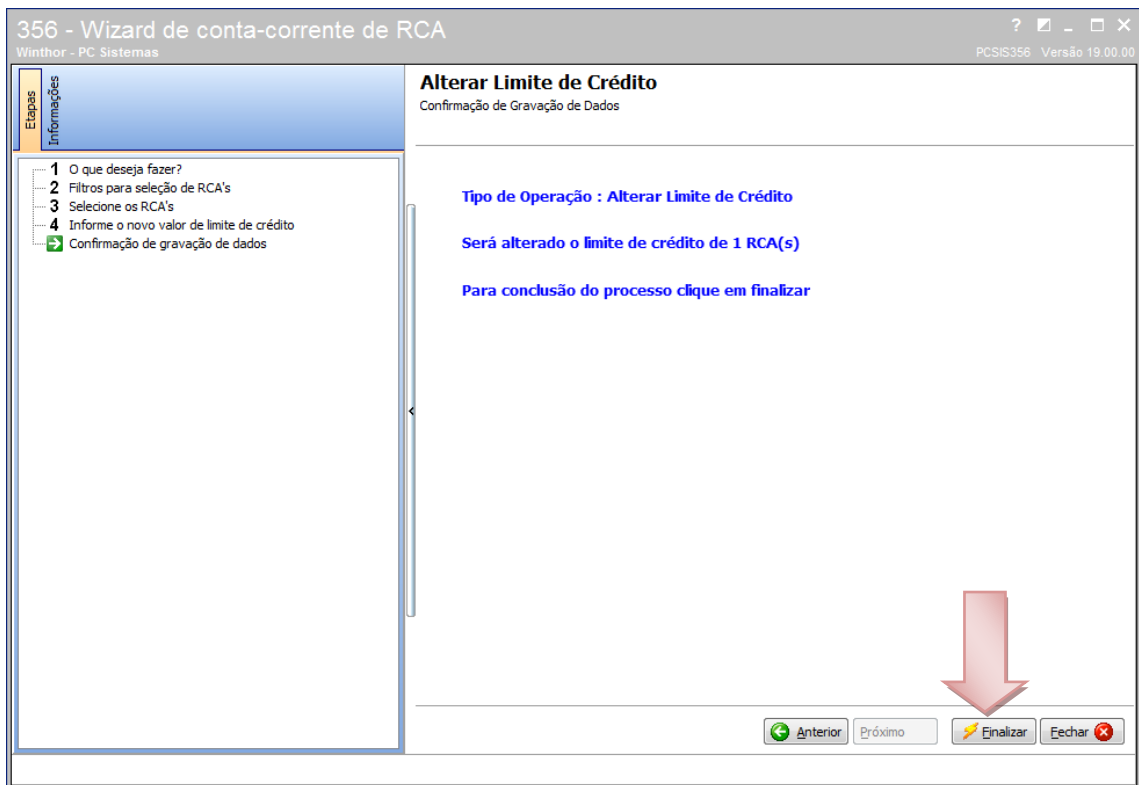 356 - Wizard de conta-corrente de RCA
Winthor - PC Sistemas
PCSIS356 Versão 19.00.00
Etapas
Informações
Alterar Limite de Crédito
Confirmação de Gravação de Dados
1 O que deseja fazer?
2 Filtros para seleção de RCA's
3 Selecione os RCA's
4 Informe o novo valor de limite de crédito
Confirmação de gravação de dados
Tipo de Operação : Alterar Limite de Crédito
Será alterado o limite de crédito de 1 RCA(s)
Para conclusão do processo clique em finalizar
Anterior Próximo Finalizar Fechar